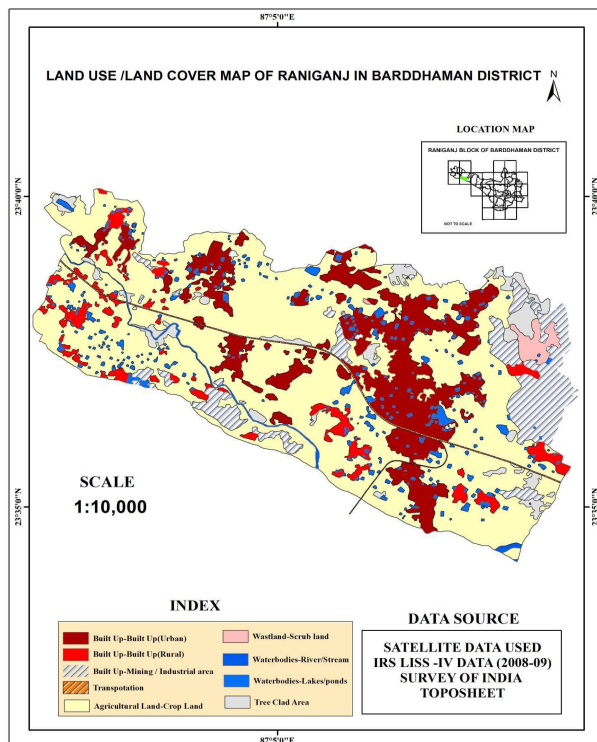 87°5'0"E
LAND USE /LAND COVER MAP OF RANIGANJ IN BARDDHAMAN DISTRICT
N
LOCATION MAP
RANIGANJ BLOCK OF BARDDHAMAN DISTRICT
NOT TO SCALE
23°40'0"N
23°40'0"N
SCALE
1:10,000
23°35'0"N
23°35'0"N
INDEX
Built Up-Built Up(Urban)
Built Up-Built Up(Rural)
Built Up-Mining / Industrial area
Transpotation
Agricultural Land-Crop Land
Wastland-Scrub land
Waterbodies-River/Stream
Waterbodies-Lakes/ponds
Tree Clad Area
DATA SOURCE
SATELLITE DATA USED
IRS LISS -IV DATA (2008-09)
SURVEY OF INDIA
TOPOSHEET
87°5'0"E